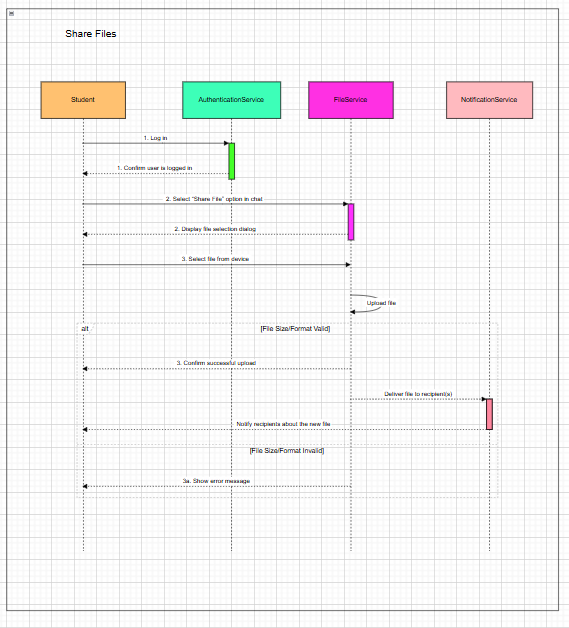 Share Files
Student
AuthenticationService
FileService
NotificationService
1. Log in
1. Confirm user is logged in
2. Select "Share File" option in chat
2. Display file selection dialog
3. Select file from device
Upload file
alt
[File Size/Format Valid]
3. Confirm successful upload
Deliver file to recipient(s)
Notify recipients about the new file
[File Size/Format Invalid]
3a. Show error message